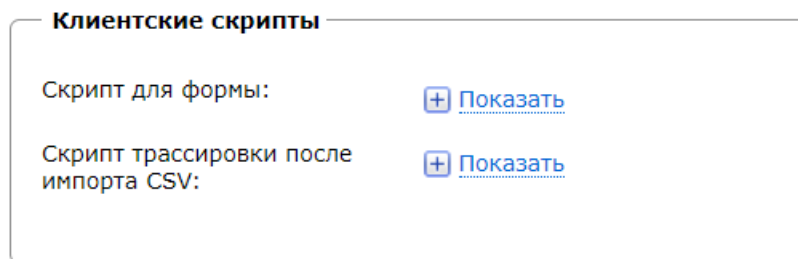 Клиентские скрипты
Скрипт для формы:
Показать
Скрипт трассировки после
импорта CSV:
Показать